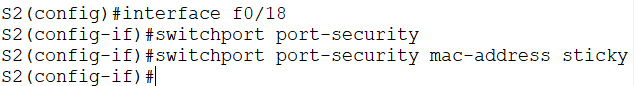 S2(config)#interface f0/18
S2(config-if)#switchport port-security
S2(config-if)#switchport port-security mac-address sticky
S2(config-if)#